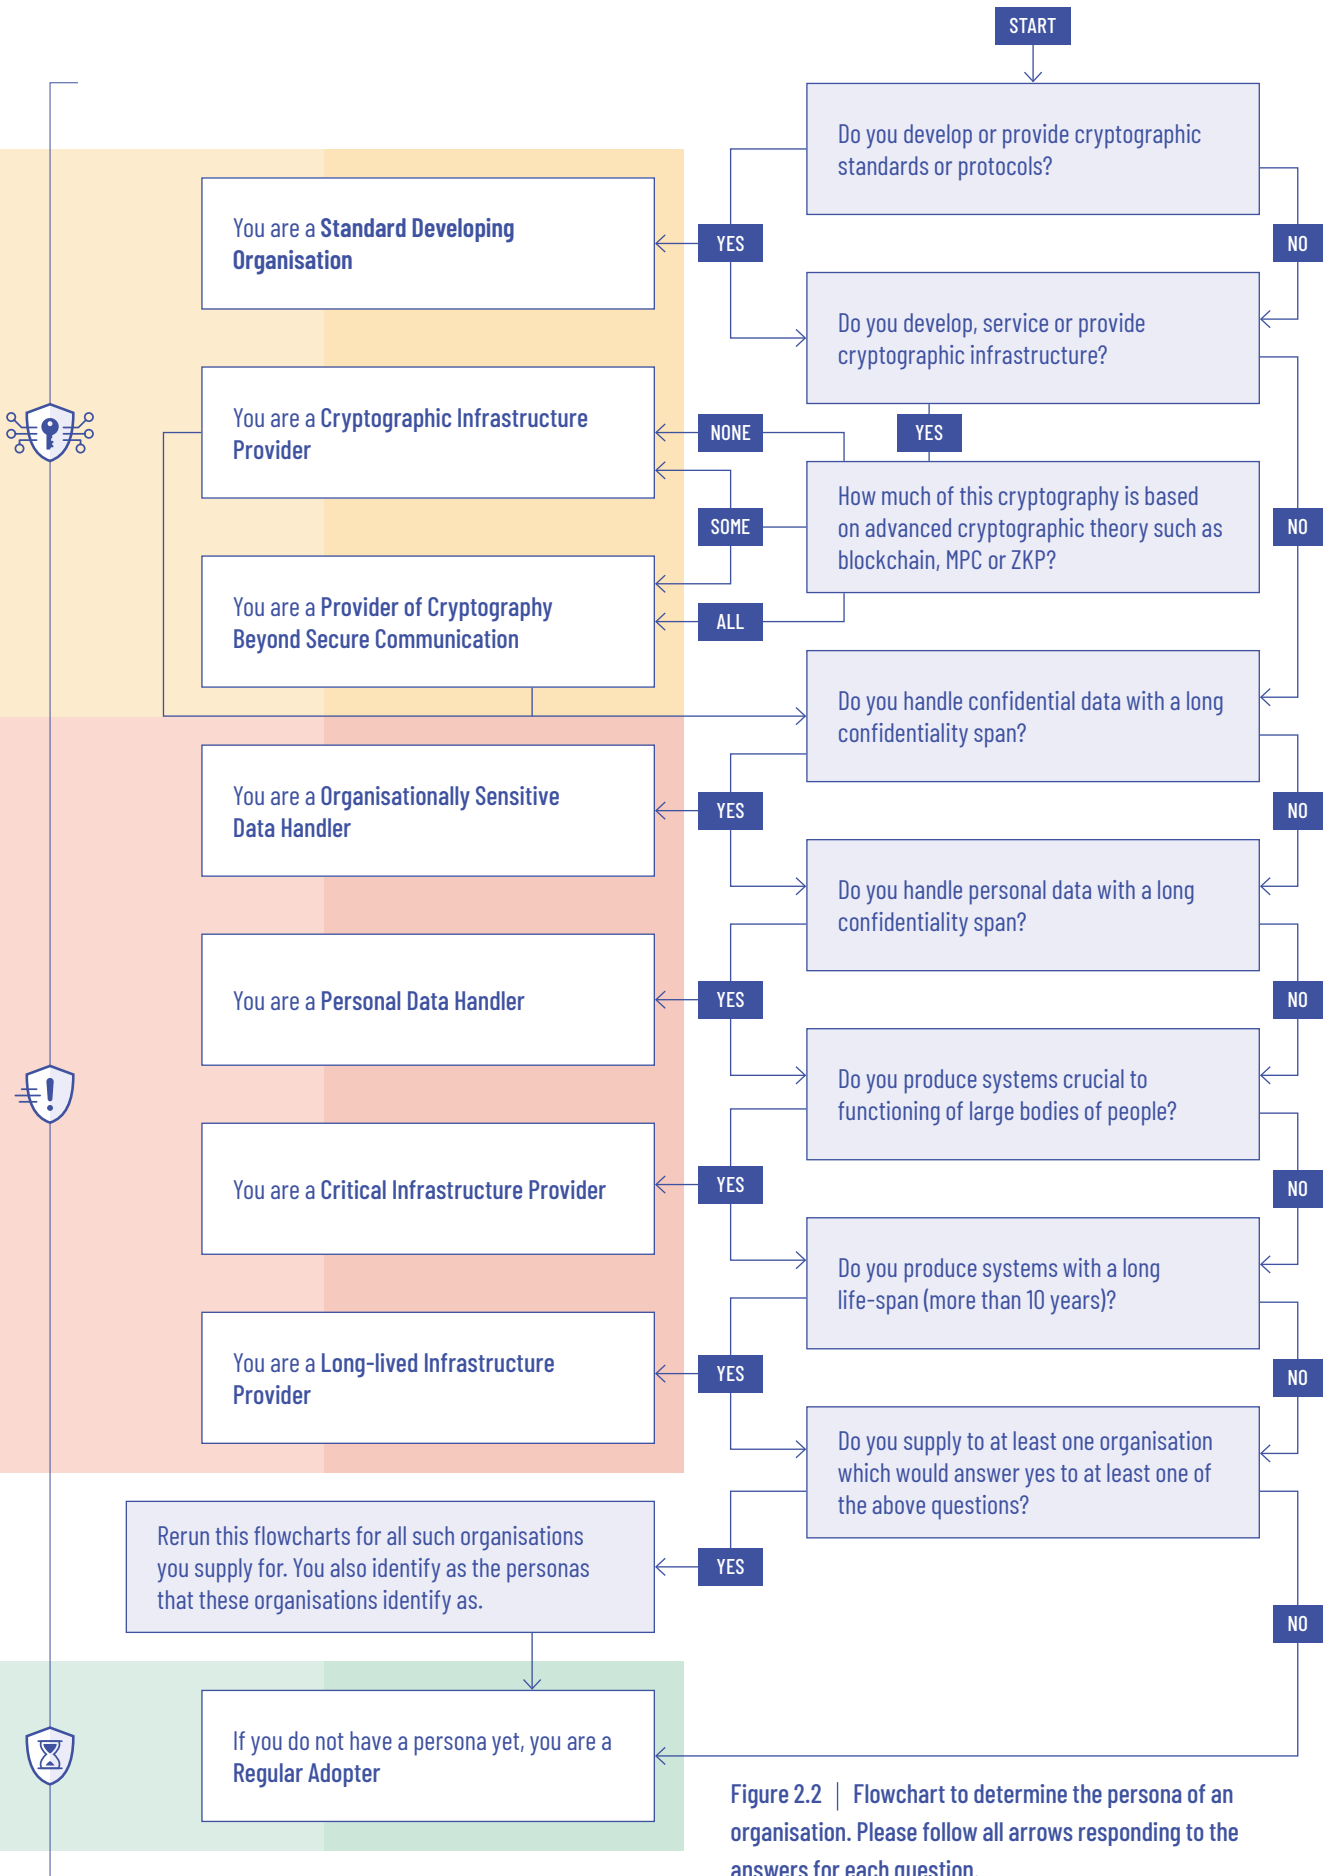 START
Do you develop or provide cryptographic
standards or protocols?
You are a Standard Developing
Organisation
YES
NO
Do you develop, service or provide
cryptographic infrastructure?
You are a Cryptographic Infrastructure
Provider
NONE
YES
How much of this cryptography is based
on advanced cryptographic theory such as
blockchain, MPC or ZKP?
SOME
NO
You are a Provider of Cryptography
Beyond Secure Communication
ALL
Do you handle confidential data with a long
confidentiality span?
You are a Organisationally Sensitive
Data Handler
YES
NO
Do you handle personal data with a long
confidentiality span?
You are a Personal Data Handler
YES
NO
Do you produce systems crucial to
functioning of large bodies of people?
You are a Critical Infrastructure Provider
YES
NO
Do you produce systems with a long
life-span (more than 10 years)?
You are a Long-lived Infrastructure
Provider
YES
NO
Do you supply to at least one organisation
which would answer yes to at least one of
the above questions?
Rerun this flowcharts for all such organisations
you supply for. You also identify as the personas
that these organisations identify as.
YES
NO
If you do not have a persona yet, you are a
Regular Adopter
Figure 2.2 | Flowchart to determine the persona of an
organisation. Please follow all arrows responding to the
answers for each question.